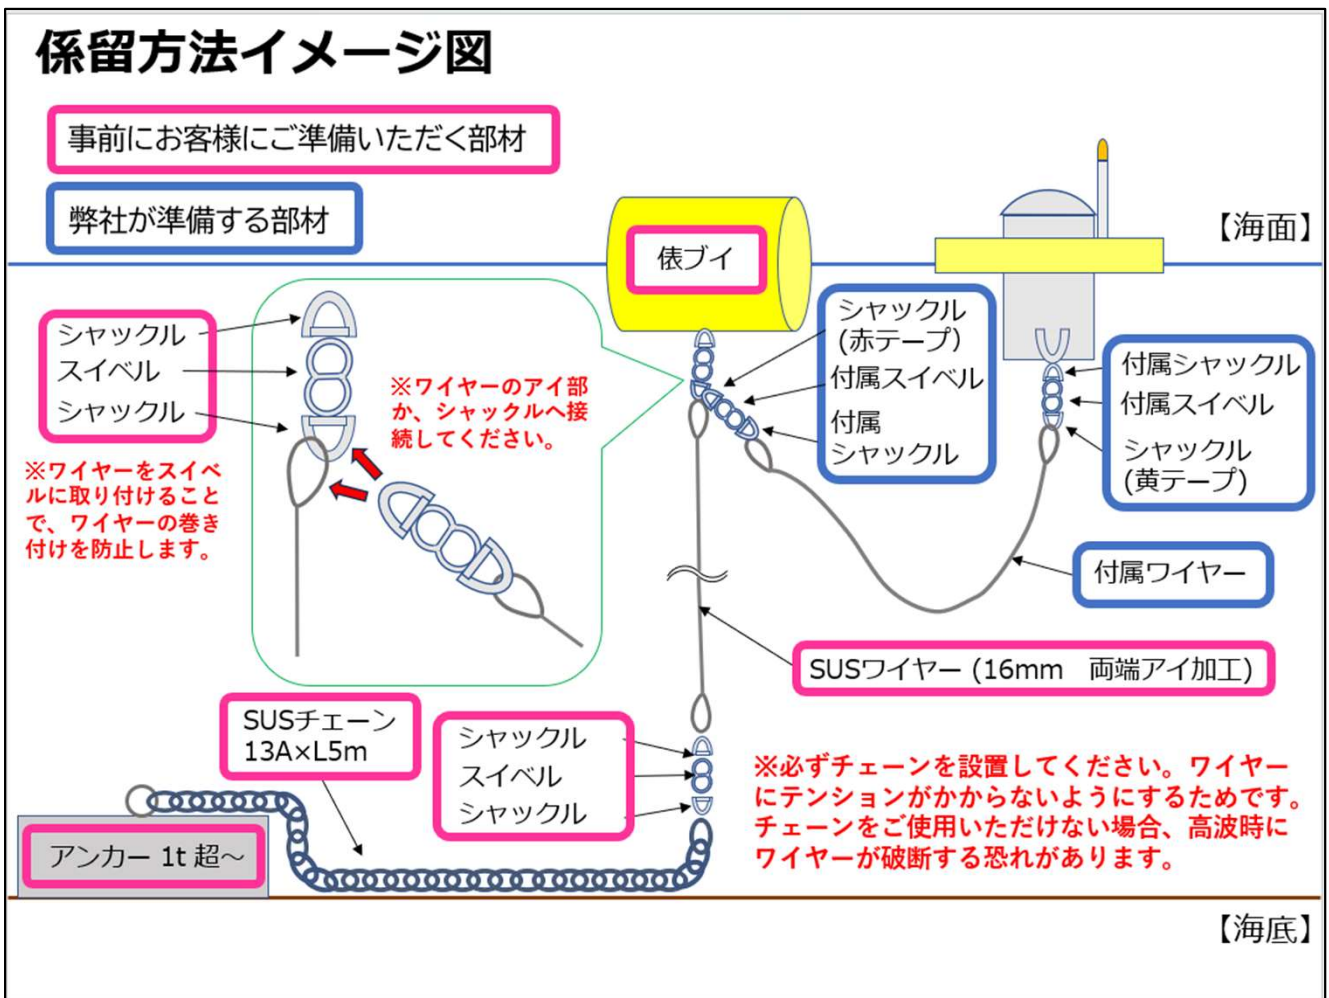 係留方法イメージ図
事前にお客様にご準備いただく部材
弊社が準備する部材
【海面】
俵ブイ
シャックル
スイベル
シャックル
※ワイヤーをスイベ
ルに取り付けること
で、ワイヤーの巻き
付けを防止します。
※ワイヤーのアイ部
か、シャックルへ接
続してください。
シャックル
(赤テープ)
付属スイベル
付属
シャックル
付属シャックル
付属スイベル
シャックル
(黄テープ)
付属ワイヤー
SUSワイヤー (16mm　両端アイ加工)
SUSチェーン
13A×L5m
シャックル
スイベル
シャックル
※必ずチェーンを設置してください。ワイヤー
にテンションがかからないようにするためです。
チェーンをご使用いただけない場合、高波時に
ワイヤーが破断する恐れがあります。
アンカー 1t 超～
【海底】